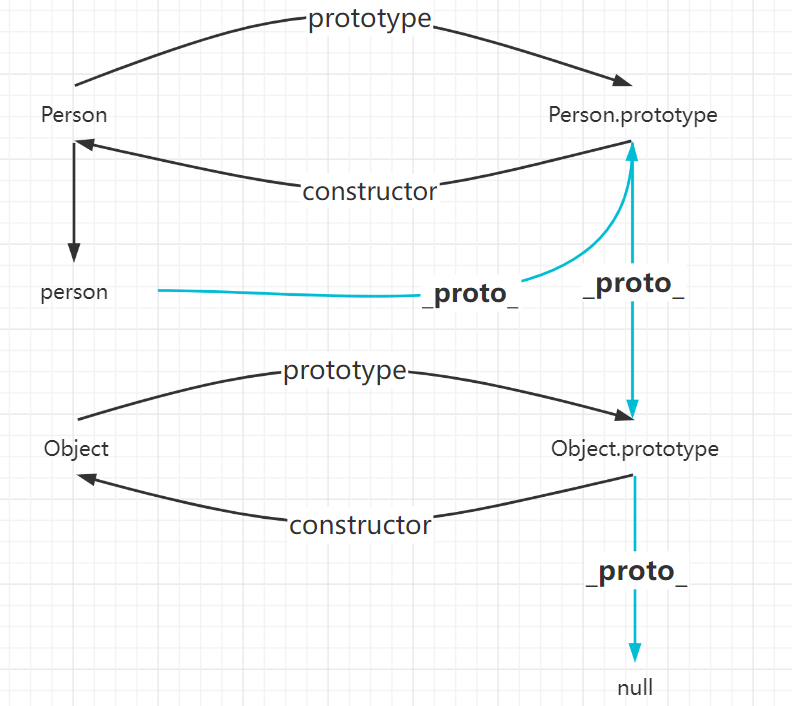 prototype
Person
Person.prototype
constructor
person
_proto_
_proto_
prototype
Object
Object.prototype
constructor
_proto_
null